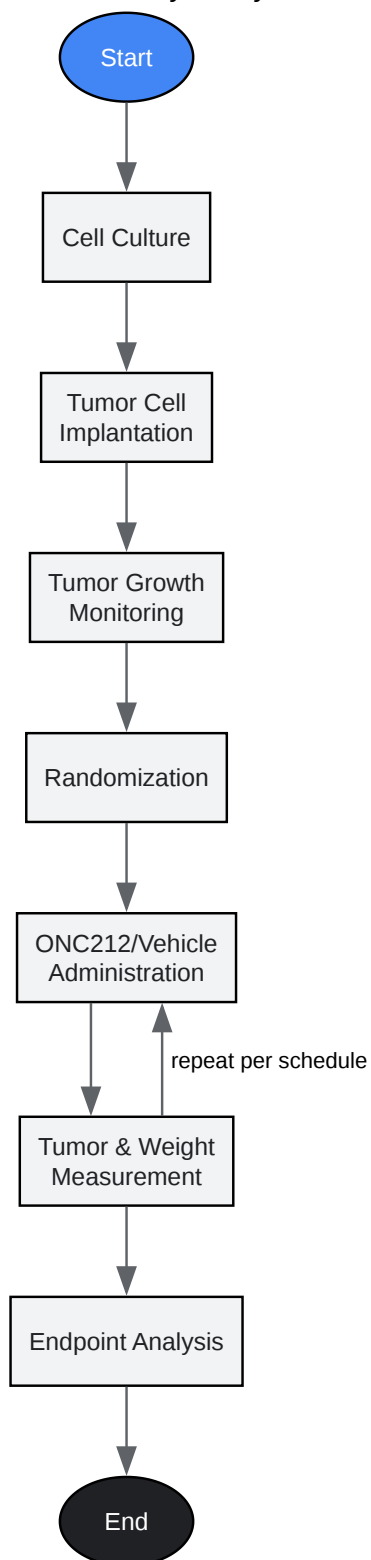 Start
Cell Culture
Tumor Cell
Implantation
Tumor Growth
Monitoring
Randomization
ONC212/Vehicle
Administration
repeat per schedule
Tumor & Weight
Measurement
Endpoint Analysis
End